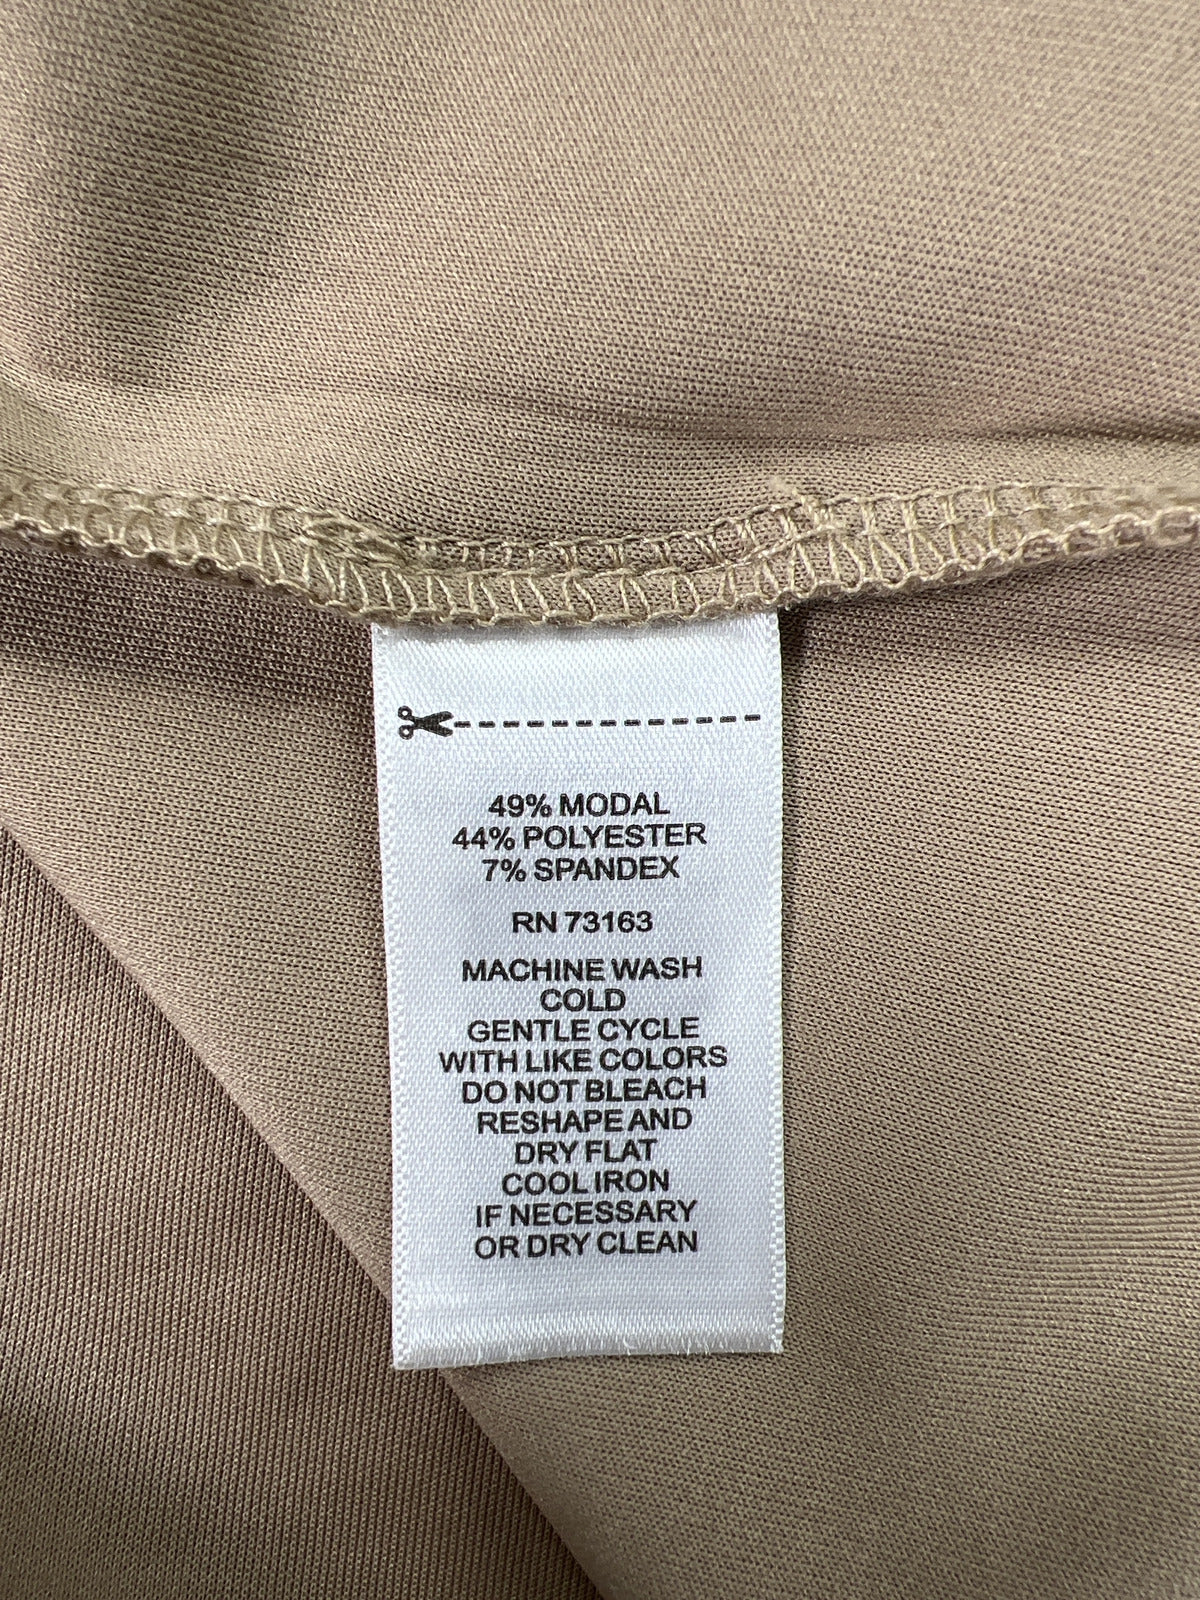 49% MODAL
44% POLYESTER
7% SPANDEX
RN 73163
MACHINE WASH
COLD
GENTLE CYCLE
WITH LIKE COLORS
DO NOT BLEACH
RESHAPE AND
DRY FLAT
COOL IRON
IF NECESSARY
OR DRY CLEAN